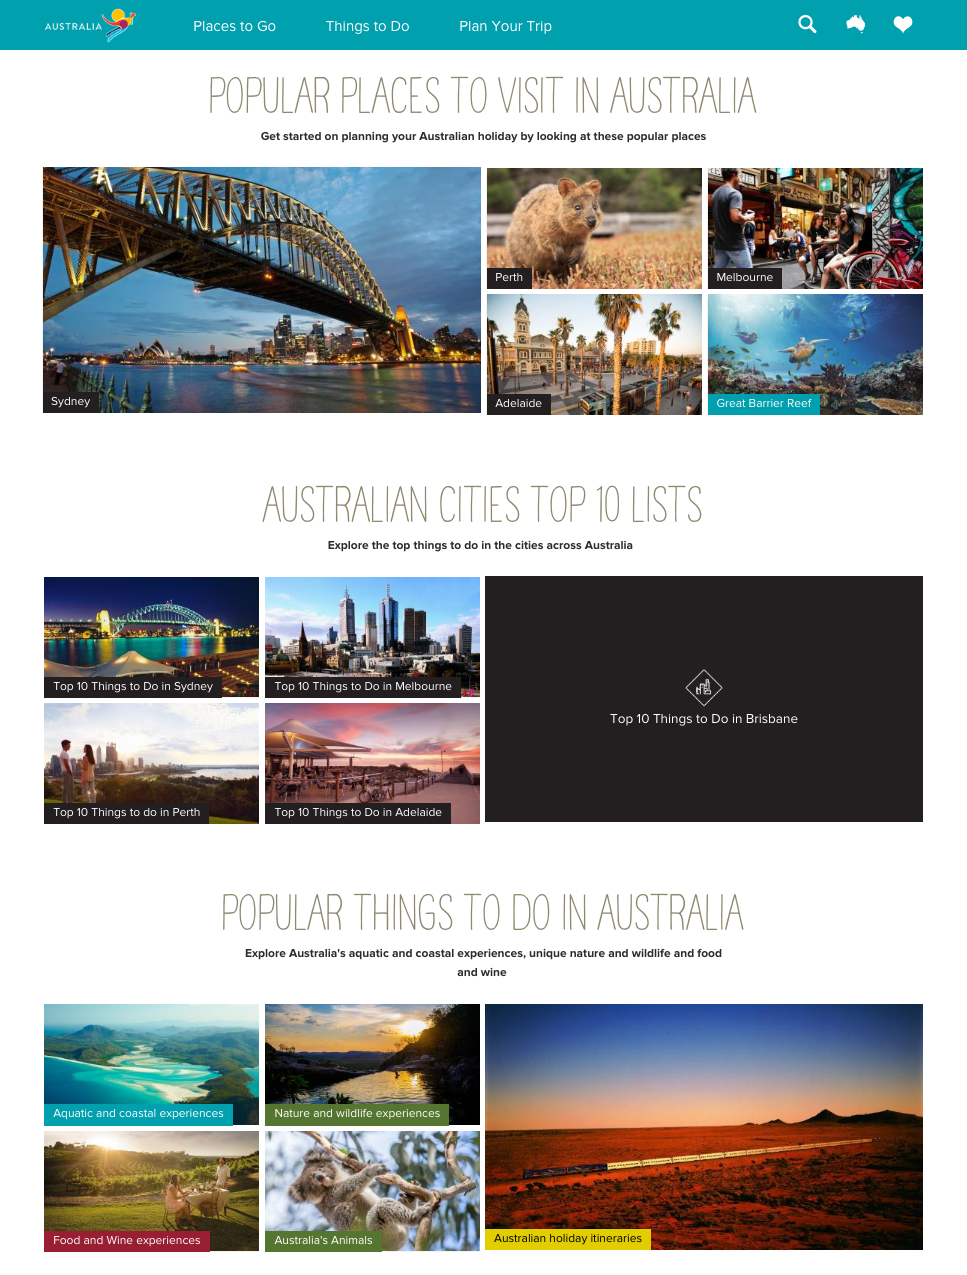 AUSTRALIA
Places to Go
Things to Do
Plan Your Trip
POPULAR PLACES TO VISIT IN AUSTRALIA
Get started on planning your Australian holiday by looking at these popular places
Sydney
Perth
Melbourne
Adelaide
Great Barrier Reef
AUSTRALIAN CITIES TOP 10 LISTS
Explore the top things to do in the cities across Australia
Top 10 Things to Do in Sydney
Top 10 Things to Do in Melbourne
Top 10 Things to do in Perth
Top 10 Things to Do in Adelaide
Top 10 Things to Do in Brisbane
POPULAR THINGS TO DO IN AUSTRALIA
Explore Australia's aquatic and coastal experiences, unique nature and wildlife and food
and wine
Aquatic and coastal experiences
Nature and wildlife experiences
Food and Wine experiences
Australia's Animals
Australian holiday itineraries